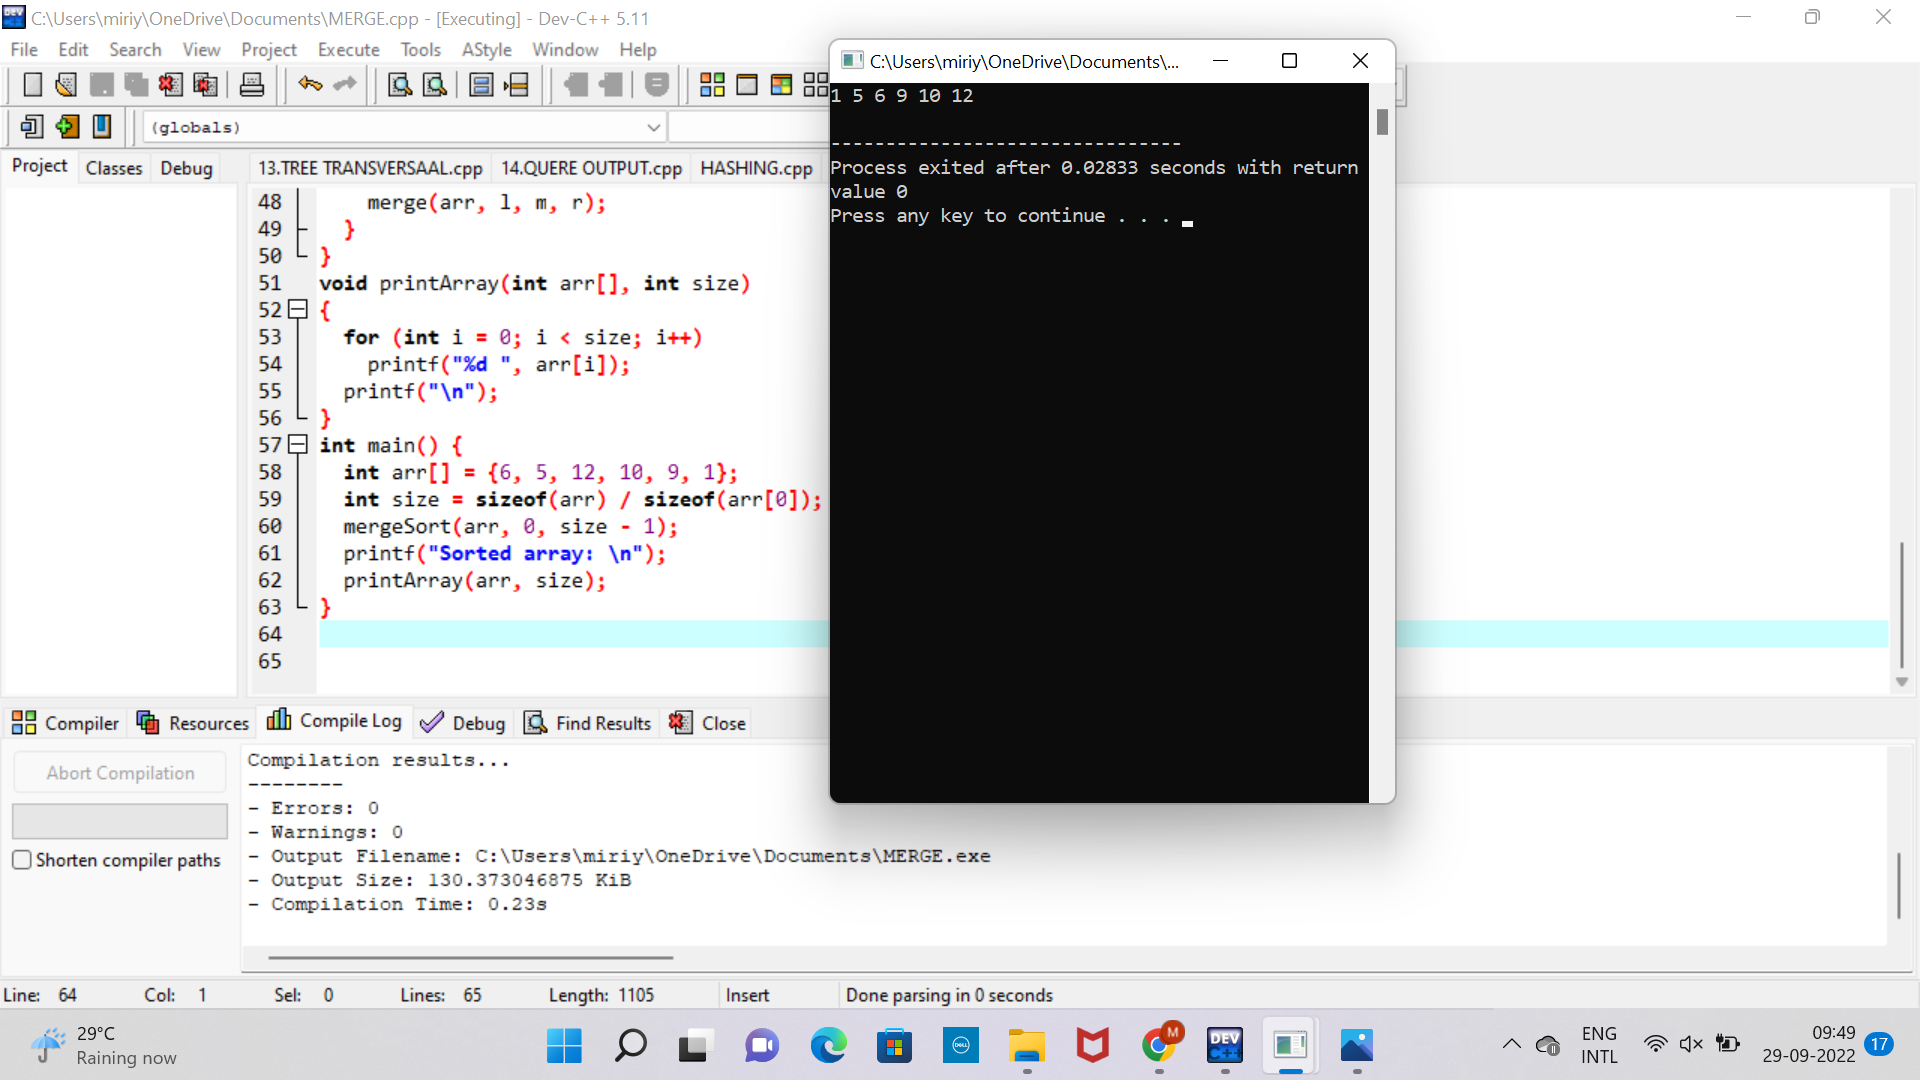 C:\Users\miriy\OneDrive\Documents\MERGE.cpp - [Executing] - Dev-C++ 5.11
File Edit Search View Project Execute Tools AStyle Window Help
(globals)
Project Classes Debug
13.TREE TRANSVERSAAL.cpp 14.QUERE OUTPUT.cpp HASHING.cpp
48 merge(arr, l, m, r);
49 }
50 }
51 void printArray(int arr[], int size)
52 {
53 for (int i = 0; i < size; i++)
54 printf("%d ", arr[i]);
55 printf("\n");
56 }
57 int main() {
58 int arr[] = {6, 5, 12, 10, 9, 1};
59 int size = sizeof(arr) / sizeof(arr[0]);
60 mergeSort(arr, 0, size - 1);
61 printf("Sorted array: \n");
62 printArray(arr, size);
63 }
64
65
C:\Users\miriy\OneDrive\Documents\...
1 5 6 9 10 12
--------------------------------
Process exited after 0.02833 seconds with return
value 0
Press any key to continue . . .
Compiler Resources Compile Log Debug Find Results Close
Abort Compilation
Shorten compiler paths
Compilation results...
--------
- Errors: 0
- Warnings: 0
- Output Filename: C:\Users\miriy\OneDrive\Documents\MERGE.exe
- Output Size: 130.373046875 KiB
- Compilation Time: 0.23s
Line: 64 Col: 1 Sel: 0 Lines: 65 Length: 1105 Insert Done parsing in 0 seconds
29°C
Raining now
DELL
M
DEV
C++
ENG
INTL
09:49
29-09-2022
17